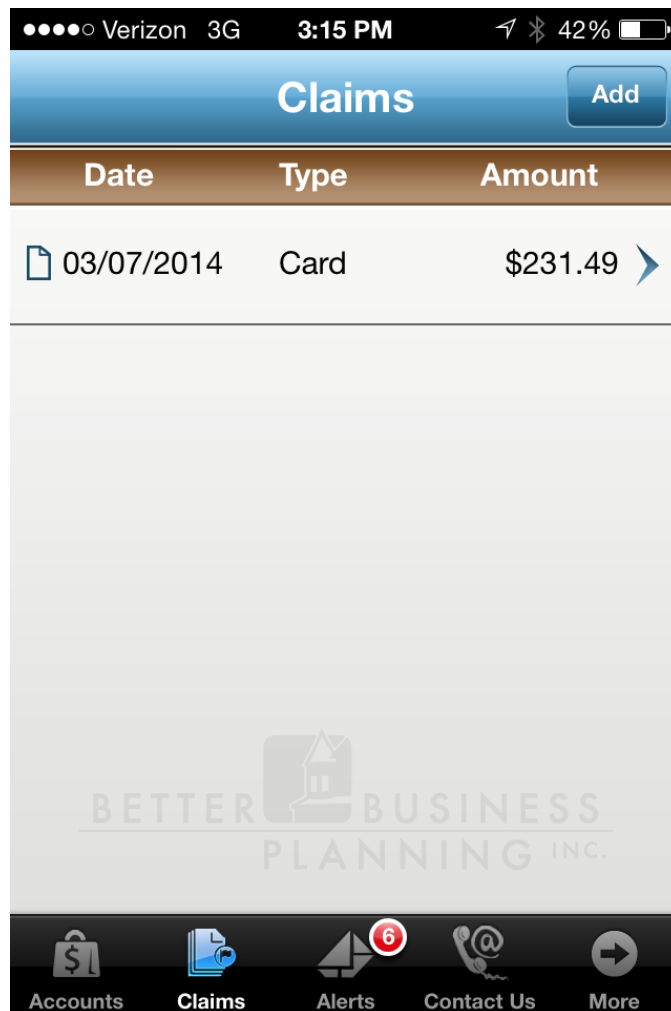 Verizon 3G 3:15 PM 42%
Claims Add
Date Type Amount
03/07/2014 Card $231.49
BETTER BUSINESS
PLANNING INC.
6
Accounts Claims Alerts Contact Us More